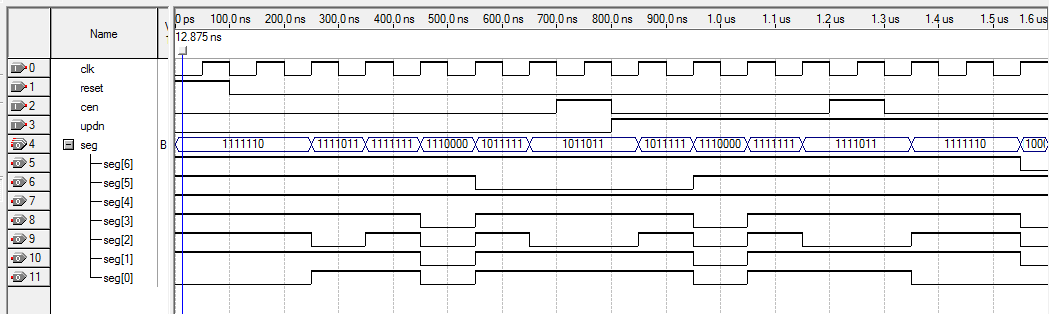 0 ps 100.0 ns 200.0 ns 300.0 ns 400.0 ns 500.0 ns 600.0 ns 700.0 ns 800.0 ns 900.0 ns 1.0 us 1.1 us 1.2 us 1.3 us 1.4 us 1.5 us 1.6 us
Name
12.875 ns
0 clk
1 reset
2 cen
3 updn
4 seg B 1111110 1111011 1111111 1110000 1011111 1011011 1011111 1110000 1111111 1111011 1111110
5 seg[6]
6 seg[5]
7 seg[4]
8 seg[3]
9 seg[2]
10 seg[1]
11 seg[0]